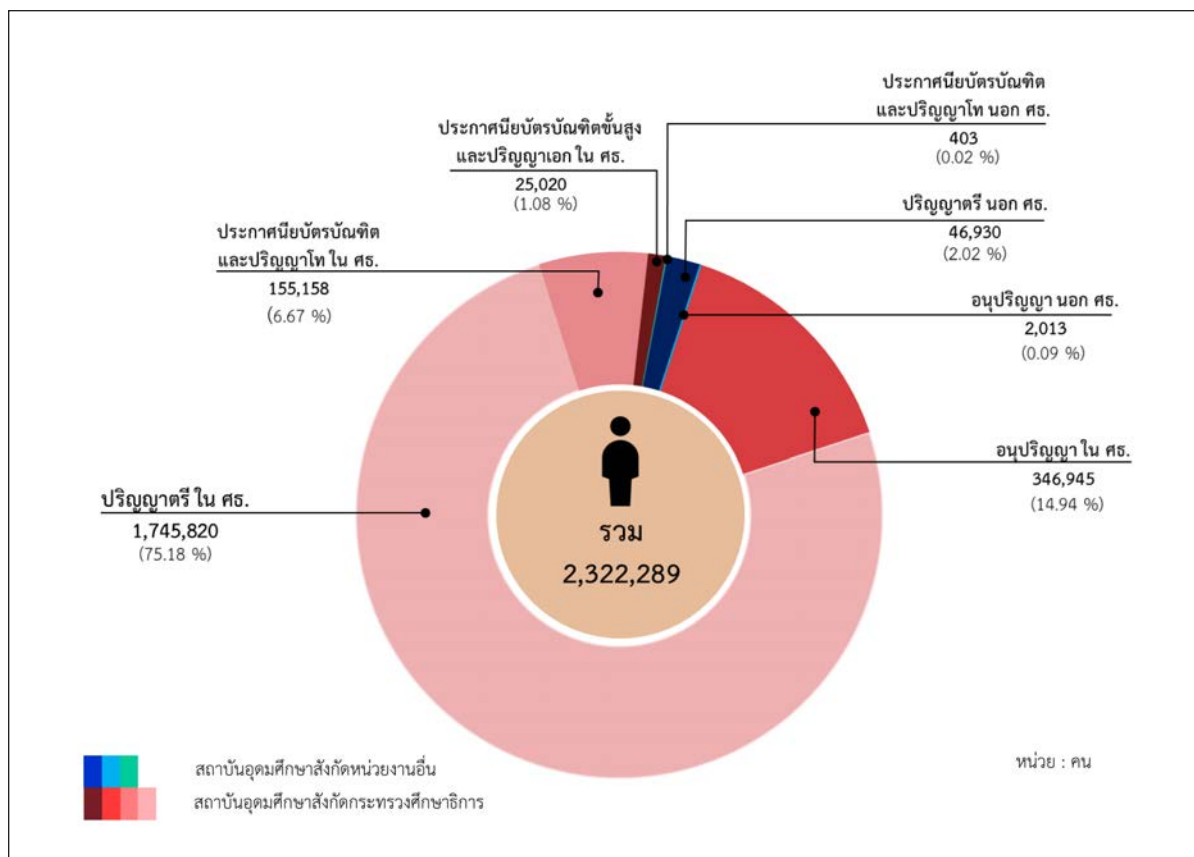 ประกาศนียบัตรบัณฑิต
และปริญญาโท นอก ศธ.
403
(0.02 %)
ประกาศนียบัตรบัณฑิตขั้นสูง
และปริญญาเอก ใน ศธ.
25,020
(1.08 %)
ปริญญาตรี นอก ศธ.
46,930
(2.02 %)
ประกาศนียบัตรบัณฑิต
และปริญญาโท ใน ศธ.
155,158
(6.67 %)
อนุปริญญา นอก ศธ.
2,013
(0.09 %)
อนุปริญญา ใน ศธ.
346,945
(14.94 %)
ปริญญาตรี ใน ศธ.
1,745,820
(75.18 %)
รวม
2,322,289
สถาบันอุดมศึกษาสังกัดหน่วยงานอื่น
สถาบันอุดมศึกษาสังกัดกระทรวงศึกษาธิการ
หน่วย : คน